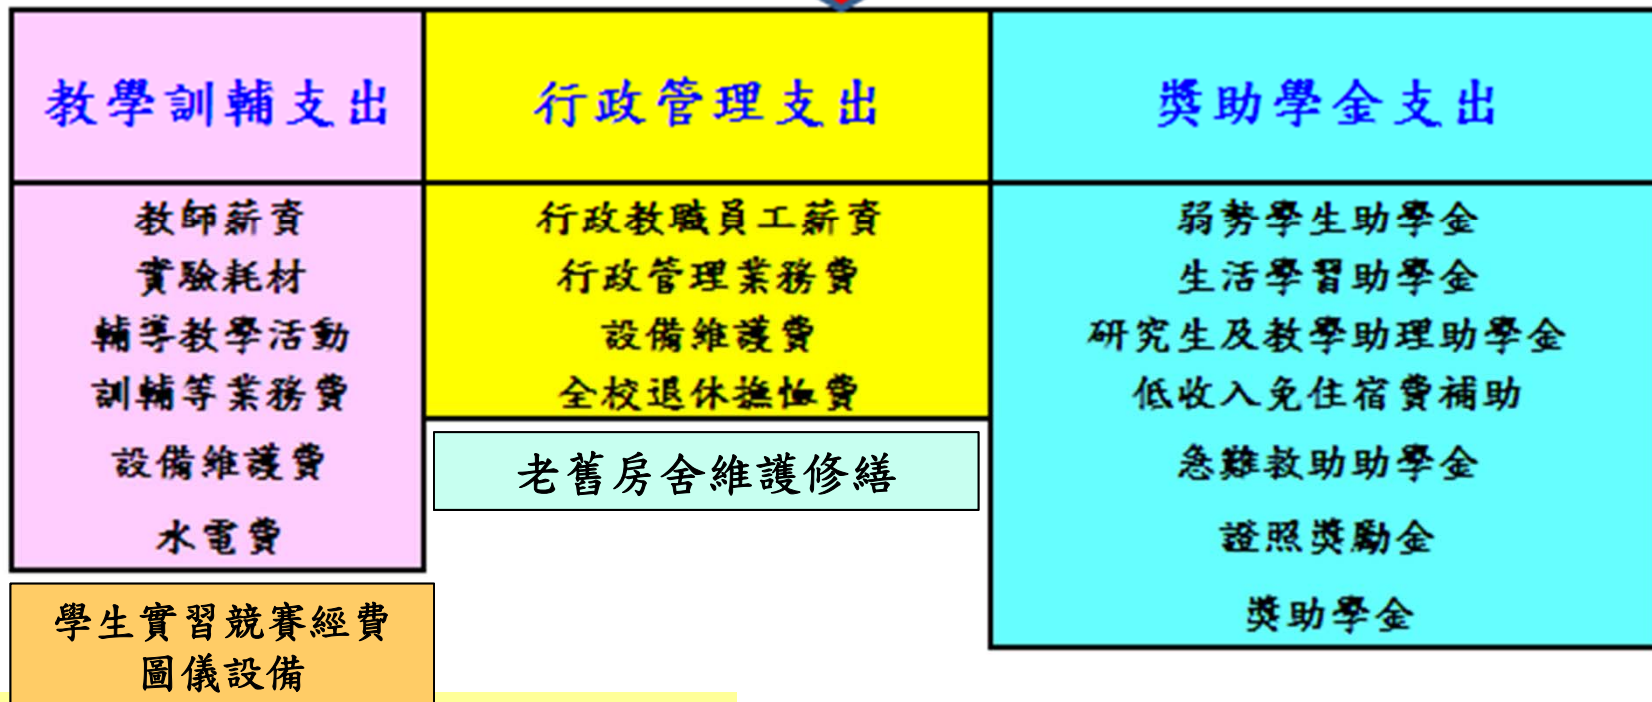 教學訓輔支出
教師薪資
實驗耗材
輔導教學活動
訓輔等業務費
設備維護費
水電費
學生實習競賽經費
圖儀設備
行政管理支出
行政教職員工薪資
行政管理業務費
設備維護費
全校退休撫恤費
老舊房舍維護修繕
獎助學金支出
弱勢學生助學金
生活學習助學金
研究生及教學助理助學金
低收入免住宿費補助
急難救助助學金
證照獎勵金
獎助學金